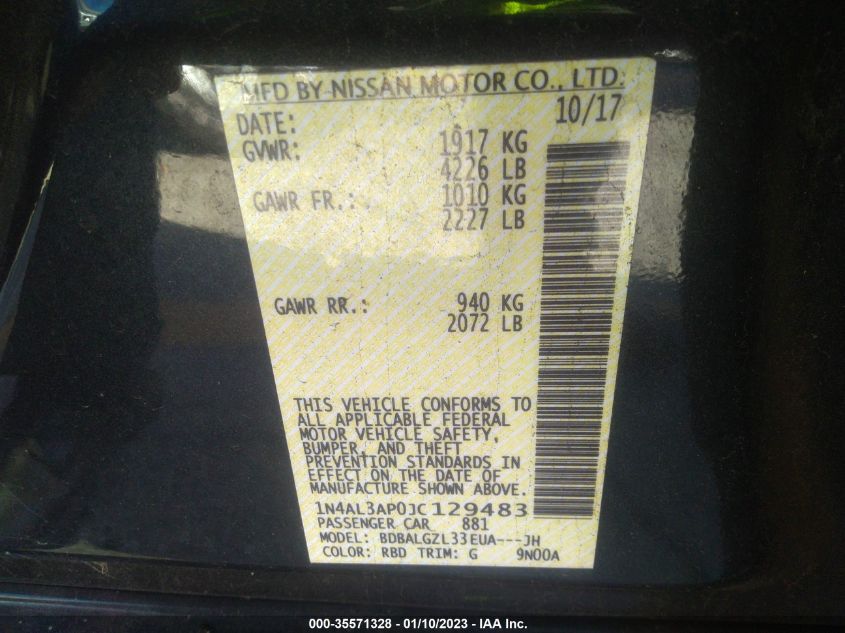 MFD BY NISSAN MOTOR CO., LTD.
DATE: 10/17
GVWR: 1917 KG
4226 LB
GAWR FR.: 1010 KG
2227 LB
GAWR RR.: 940 KG
2072 LB
THIS VEHICLE CONFORMS TO
ALL APPLICABLE FEDERAL
MOTOR VEHICLE SAFETY,
BUMPER, AND THEFT
PREVENTION STANDARDS IN
EFFECT ON THE DATE OF
MANUFACTURE SHOWN ABOVE.
1N4AL3AP0JC129483
PASSENGER CAR 881
MODEL: BDBALGZL33EUA---JH
COLOR: RBD TRIM: G 9N00A
000-35571328 - 01/10/2023 - IAA Inc.